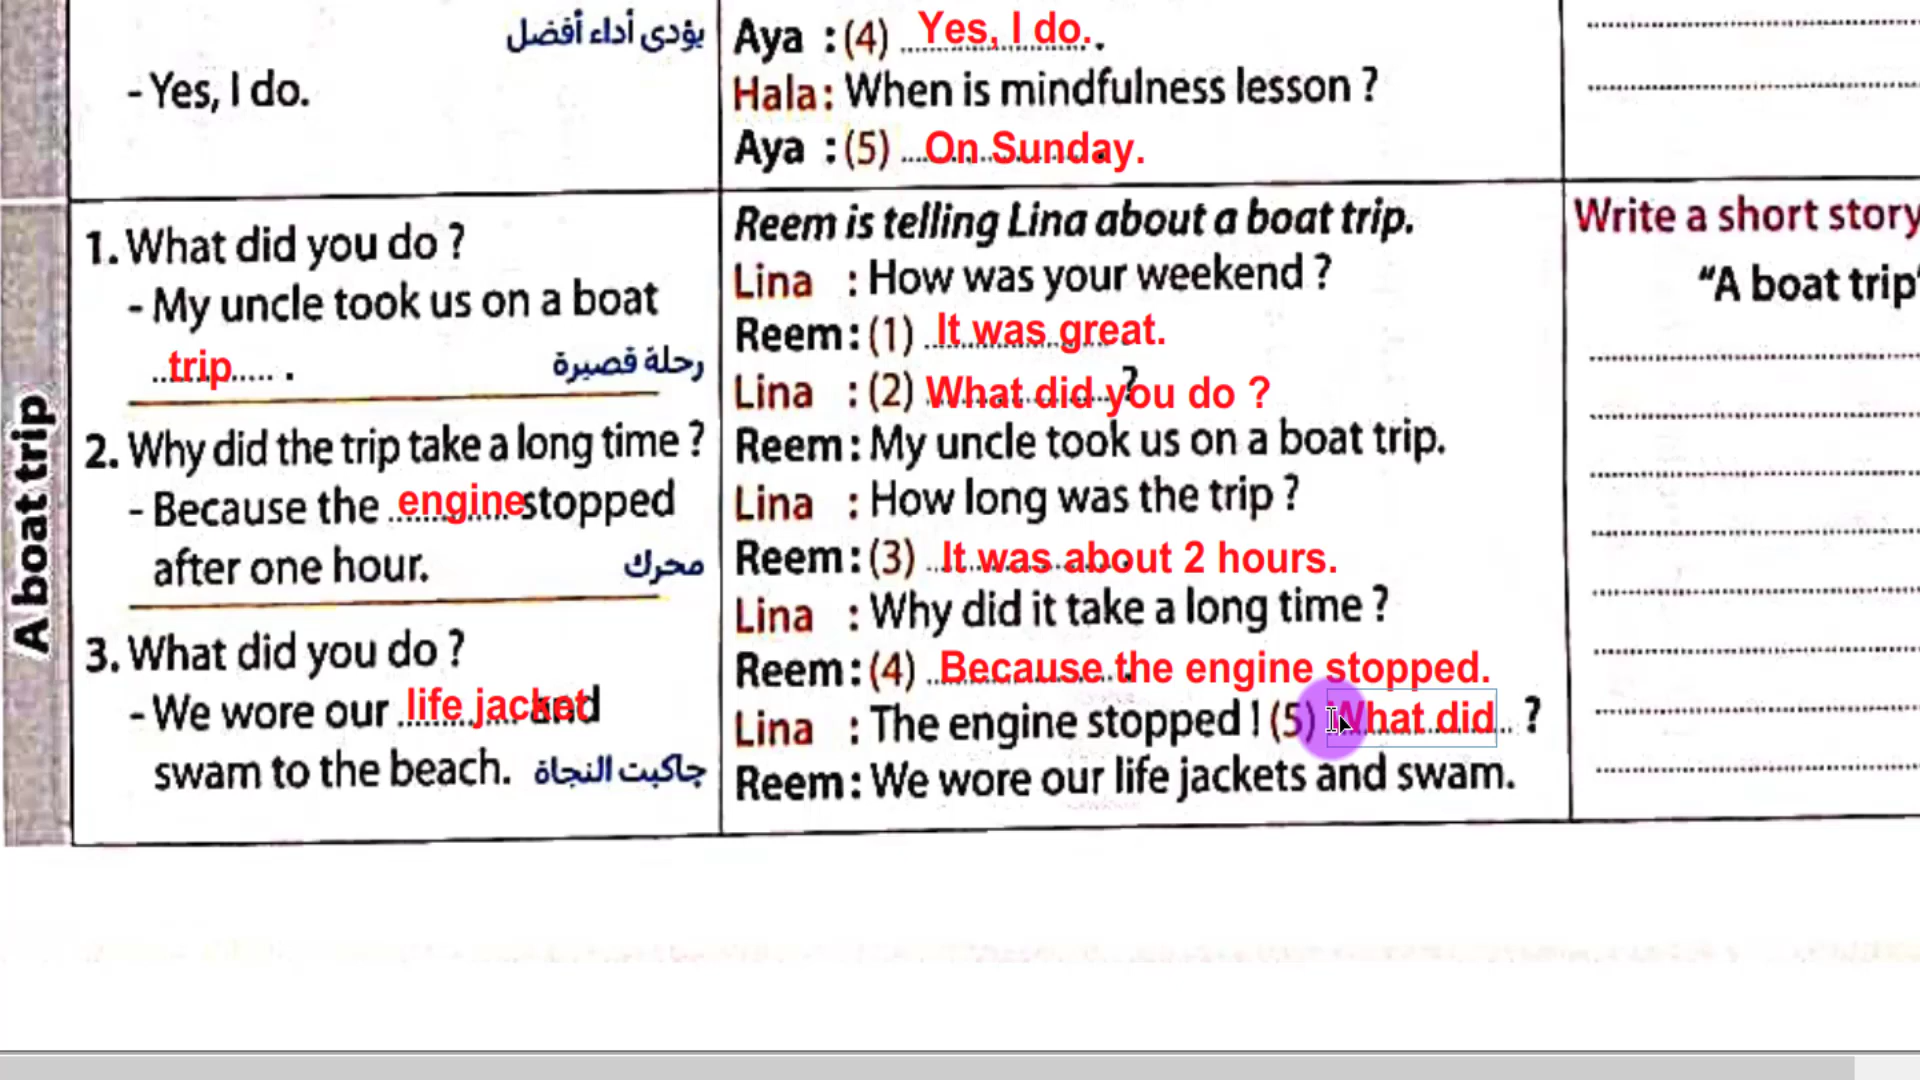 يؤدى أداء أفضل
- Yes, I do.
Aya : (4) Yes, I do. .
Hala: When is mindfulness lesson ?
Aya : (5) On Sunday.
A boat trip
1. What did you do ?
- My uncle took us on a boat
trip . رحلة قصيرة
2. Why did the trip take a long time ?
- Because the engine stopped
after one hour. محرك
3. What did you do ?
- We wore our life jacket and
swam to the beach. جاكيت النجاة
Reem is telling Lina about a boat trip.
Lina : How was your weekend ?
Reem : (1) It was great.
Lina : (2) What did you do ?
Reem : My uncle took us on a boat trip.
Lina : How long was the trip ?
Reem : (3) It was about 2 hours.
Lina : Why did it take a long time ?
Reem : (4) Because the engine stopped.
Lina : The engine stopped ! (5) What did ?
Reem : We wore our life jackets and swam.
Write a short story
“A boat trip”